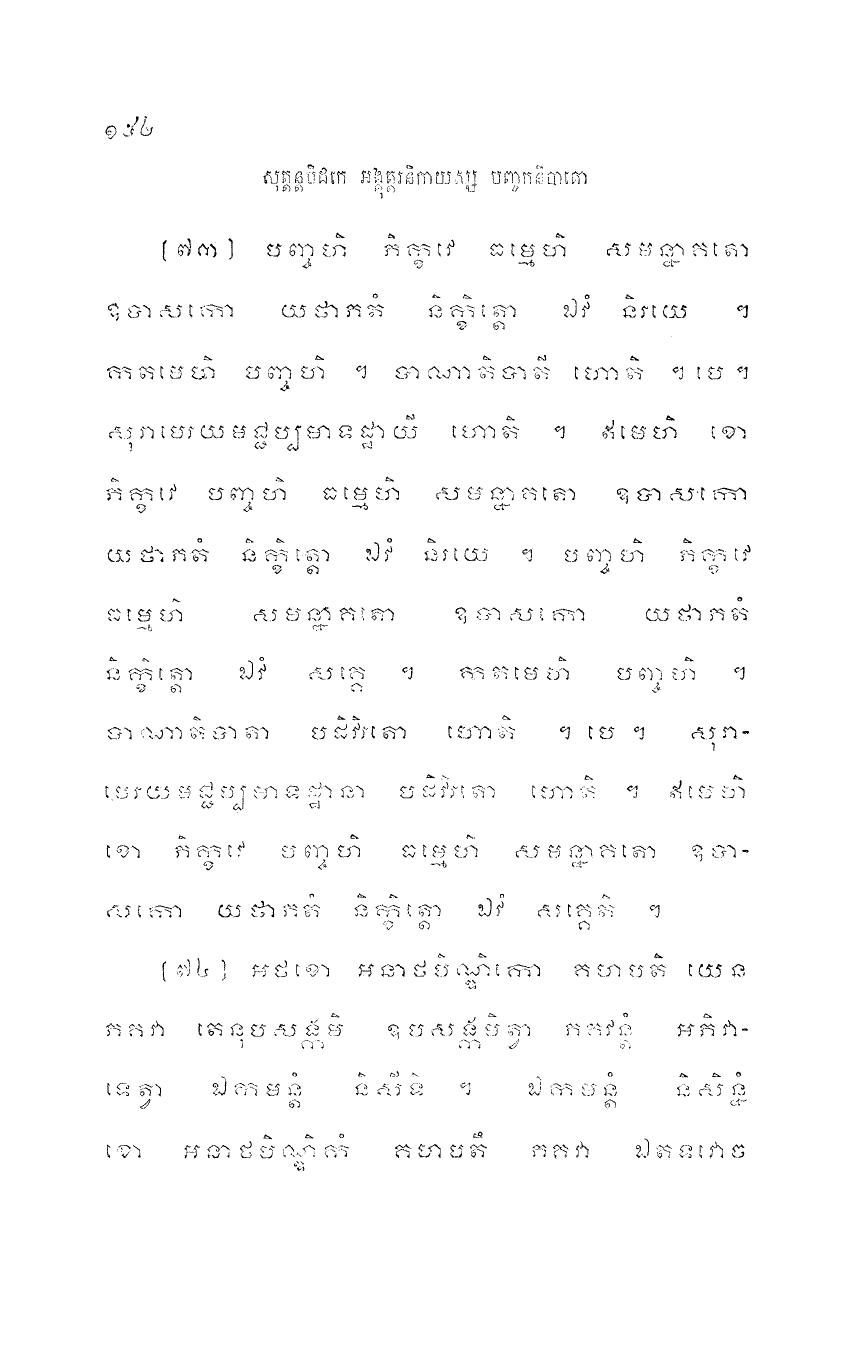 ១៩៤
សុត្តន្តបិដកេ អង្គុត្តរនិកាយស្ស បញ្ចកនិបាតោ
[៧៣] បញ្ចហិ ភិក្ខវេ ធម្មេហិ សមន្នាគតោ
ឧបាសកោ យថាភតំ និក្ខិត្តោ ឯវំ និរយេ ។
កតមេហិ បញ្ចហិ ។ បាណាតិបាតី ហោតិ ។ បេ ។
សុរាមេរយមជ្ជប្បមាទដ្ឋាយី ហោតិ ។ ឥមេហិ ខោ
ភិក្ខវេ បញ្ចហិ ធម្មេហិ សមន្នាគតោ ឧបាសកោ
យថាភតំ និក្ខិត្តោ ឯវំ និរយេ ។ បញ្ចហិ ភិក្ខវេ
ធម្មេហិ សមន្នាគតោ ឧបាសកោ យថាភតំ
និក្ខិត្តោ ឯវំ សគ្គេ ។ កតមេហិ បញ្ចហិ ។
បាណាតិបាតា បដិវិរតោ ហោតិ ។ បេ ។ សុរា-
មេរយមជ្ជប្បមាទដ្ឋានា បដិវិរតោ ហោតិ ។ ឥមេហិ
ខោ ភិក្ខវេ បញ្ចហិ ធម្មេហិ សមន្នាគតោ ឧបា-
សកោ យថាភតំ និក្ខិត្តោ ឯវំ សគ្គេតិ ។
[៧៤] អថខោ អនាថបិណ្ឌិកោ គហបតិ យេន
ភគវា តេនុបសង្កមិ ឧបសង្កមិត្វា ភគវន្តំ អភិវា-
ទេត្វា ឯកមន្តំ និសីទិ ។ ឯកមន្តំ និសិន្នំ
ខោ អនាថបិណ្ឌិកំ គហបតឹ ភគវា ឯតទវោច